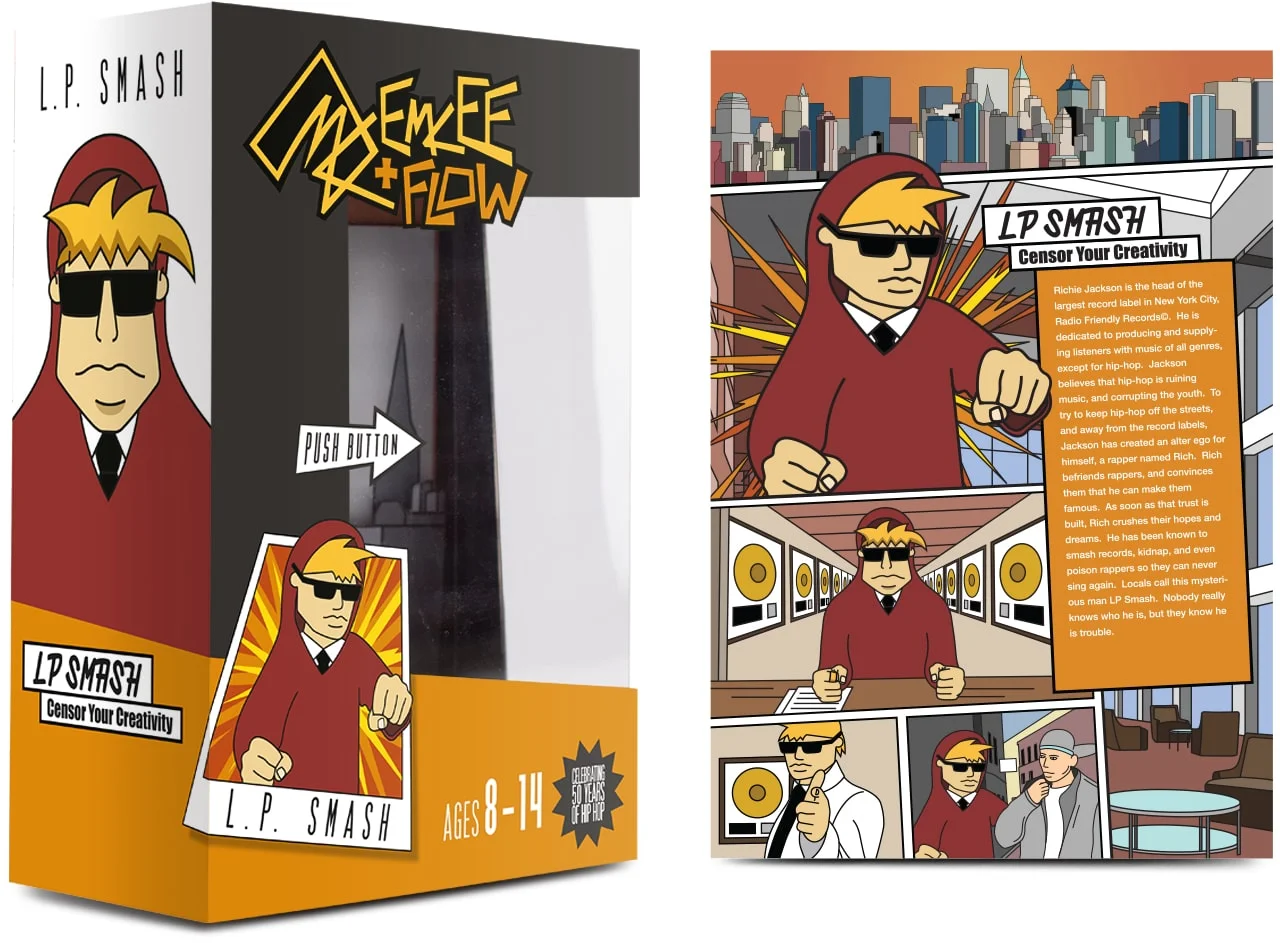 L.P. SMASH
EMCEE
+FLOW
PUSH BUTTON
LP SMASH
Censor Your Creativity
L.P. SMASH
AGES 8-14
CELEBRATING
50 YEARS
OF HIP HOP
LP SMASH
Censor Your Creativity
Richie Jackson is the head of the
largest record label in New York City,
Radio Friendly Records©. He is
dedicated to producing and supply-
ing listeners with music of all genres,
except for hip-hop. Jackson
believes that hip-hop is ruining
music, and corrupting the youth. To
try to keep hip-hop off the streets,
and away from the record labels,
Jackson has created an alter ego for
himself, a rapper named Rich. Rich
befriends rappers, and convinces
them that he can make them
famous. As soon as that trust is
built, Rich crushes their hopes and
dreams. He has been known to
smash records, kidnap, and even
poison rappers so they can never
sing again. Locals call this mysteri-
ous man LP Smash. Nobody really
knows who he is, but they know he
is trouble.